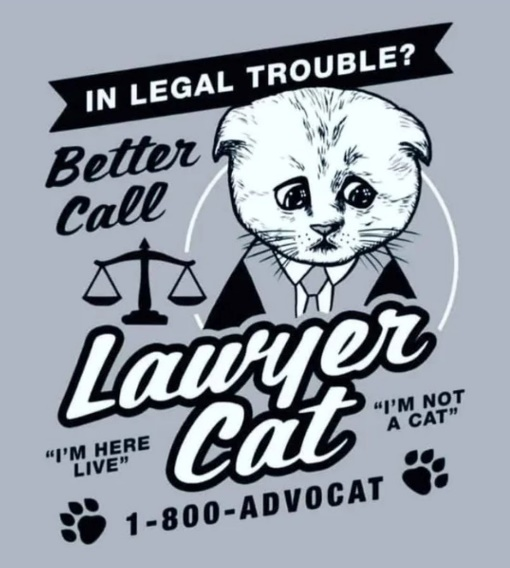 IN LEGAL TROUBLE?
Better
Call
Lawyer
Cat
“I’M HERE
LIVE”
“I’M NOT
A CAT”
1-800-ADVOCAT